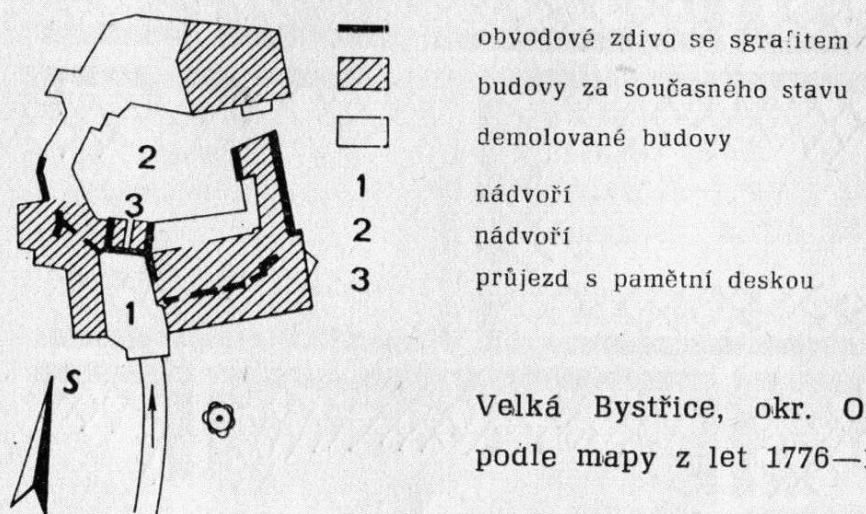 obvodové zdivo se sgrafitem
budovy za současného stavu
demolované budovy
1 nádvoří
2 nádvoří
3 průjezd s pamětní deskou
2
3
1
S
Velká Bystřice, okr. O
podle mapy z let 1776—